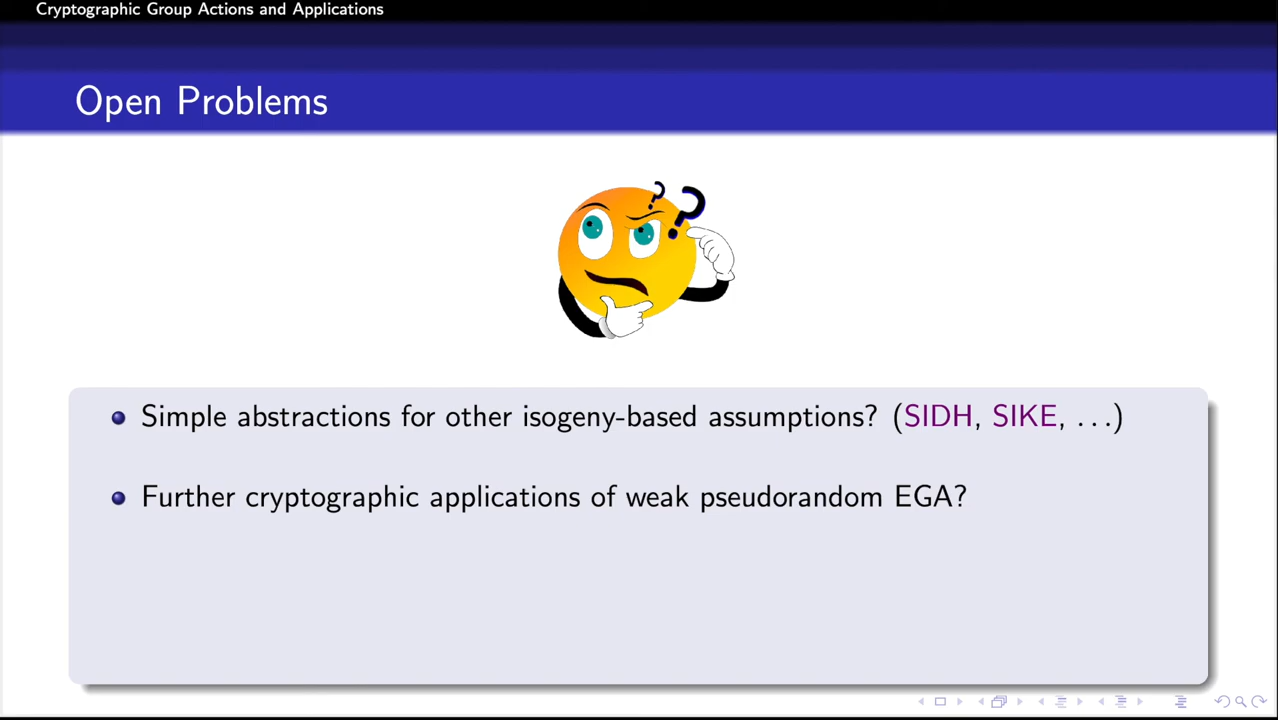 Cryptographic Group Actions and Applications
Open Problems
? ?
Simple abstractions for other isogeny-based assumptions? (SIDH, SIKE, ...)
Further cryptographic applications of weak pseudorandom EGA?